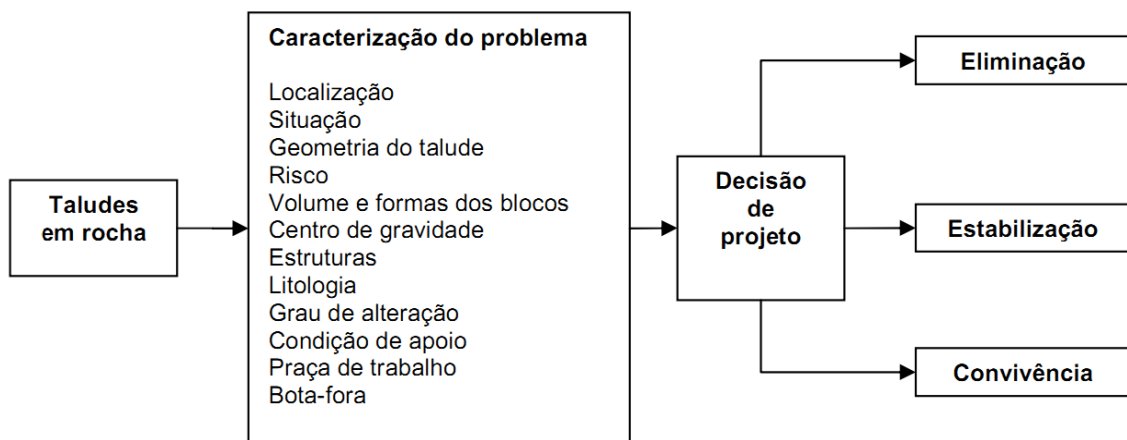 Taludes
em rocha
Caracterização do problema
Localização
Situação
Geometria do talude
Risco
Volume e formas dos blocos
Centro de gravidade
Estruturas
Litologia
Grau de alteração
Condição de apoio
Praça de trabalho
Bota-fora
Decisão
de
projeto
Eliminação
Estabilização
Convivência